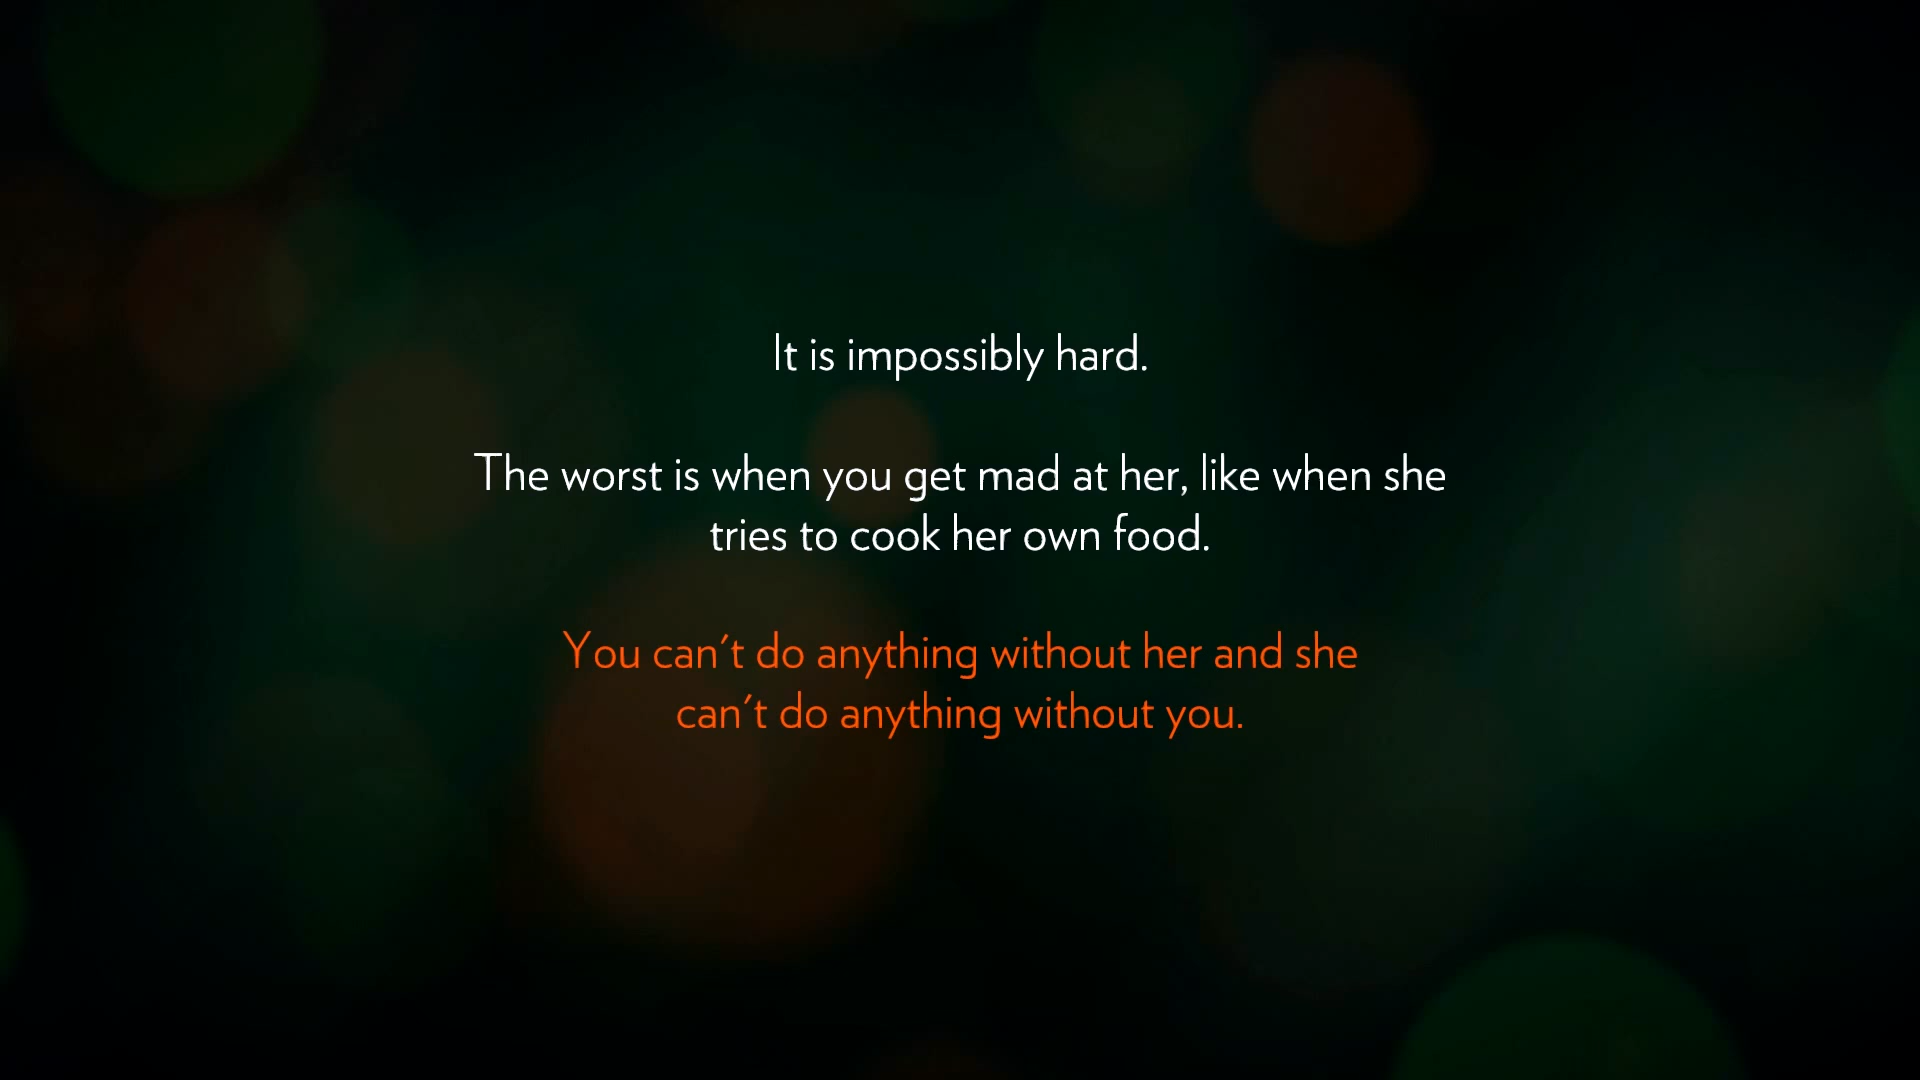 It is impossibly hard.
The worst is when you get mad at her, like when she
tries to cook her own food.
You can't do anything without her and she
can't do anything without you.